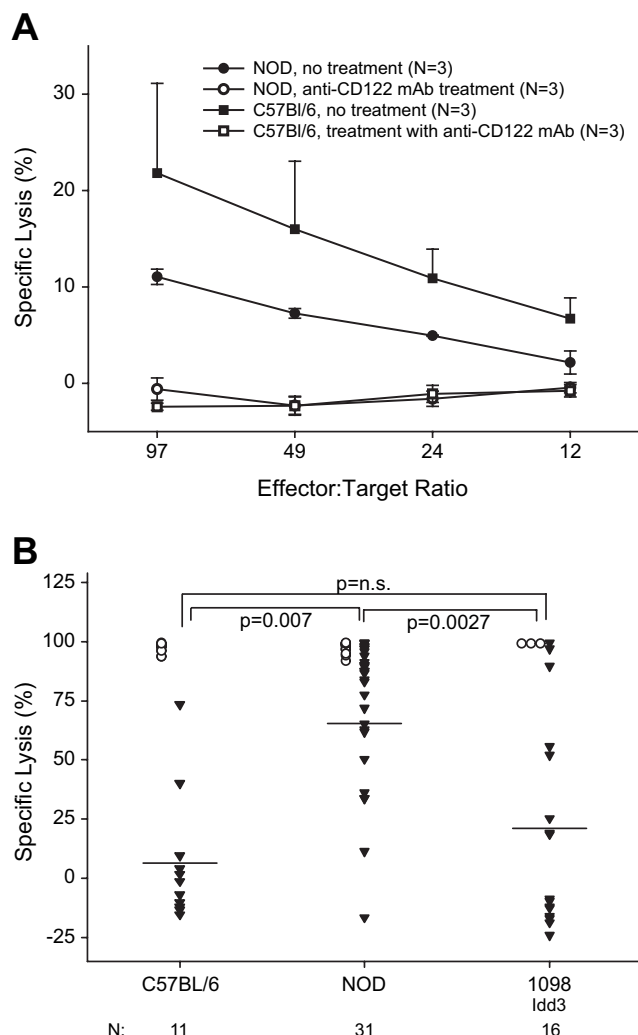 A
NOD, no treatment (N=3)
NOD, anti-CD122 mAb treatment (N=3)
C57Bl/6, no treatment (N=3)
C57Bl/6, treatment with anti-CD122 mAb (N=3)
Specific Lysis (%)
30
20
10
0
97 49 24 12
Effector:Target Ratio
B
p=n.s.
p=0.007 p=0.0027
Specific Lysis (%)
125
100
75
50
25
0
-25
C57BL/6 NOD 1098
Idd3
N: 11 31 16